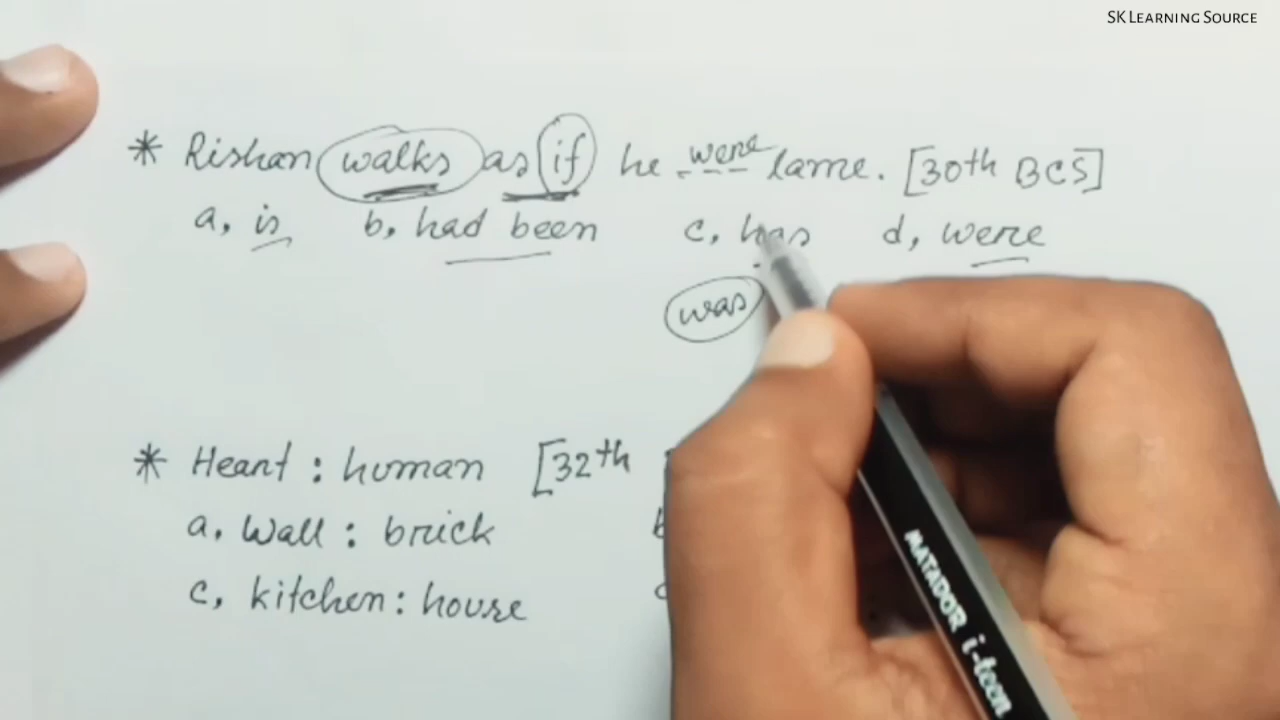 SK LEARNING SOURCE
* Rishan walks as if he were lame. [30th BCS]
a, is b, had been c, has d, were
was
* Heart : human [32th
a. Wall : brick
c, kitchen : house
MATADOR i-teen